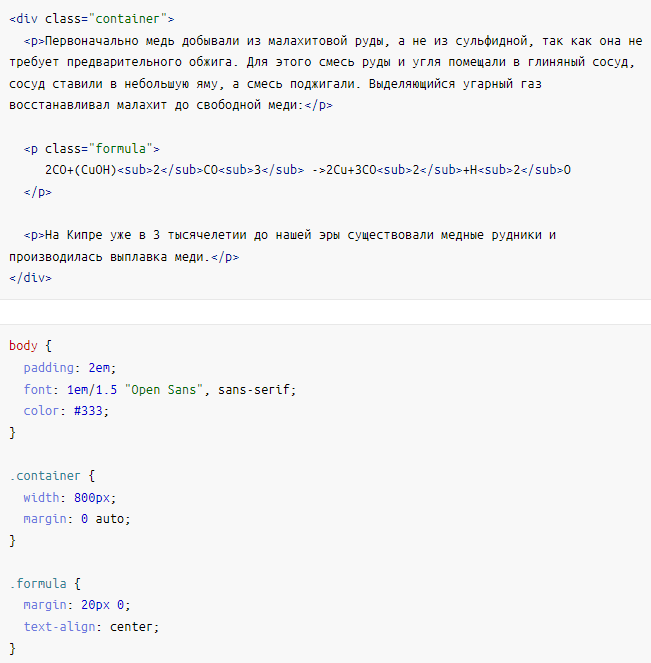 <div class="container">
<p>Первоначально медь добывали из малахитовой руды, а не из сульфидной, так как она не
требует предварительного обжига. Для этого смесь руды и угля помещали в глиняный сосуд,
сосуд ставили в небольшую яму, а смесь поджигали. Выделяющийся угарный газ
восстанавливал малахит до свободной меди:</p>
<p class="formula">
2CO+(CuOH)<sub>2</sub>CO<sub>3</sub> ->2Cu+3CO<sub>2</sub>+H<sub>2</sub>O
</p>
<p>На Кипре уже в 3 тысячелетии до нашей эры существовали медные рудники и
производилась выплавка меди.</p>
</div>
body {
padding: 2em;
font: 1em/1.5 "Open Sans", sans-serif;
color: #333;
}
.container {
width: 800px;
margin: 0 auto;
}
.formula {
margin: 20px 0;
text-align: center;
}